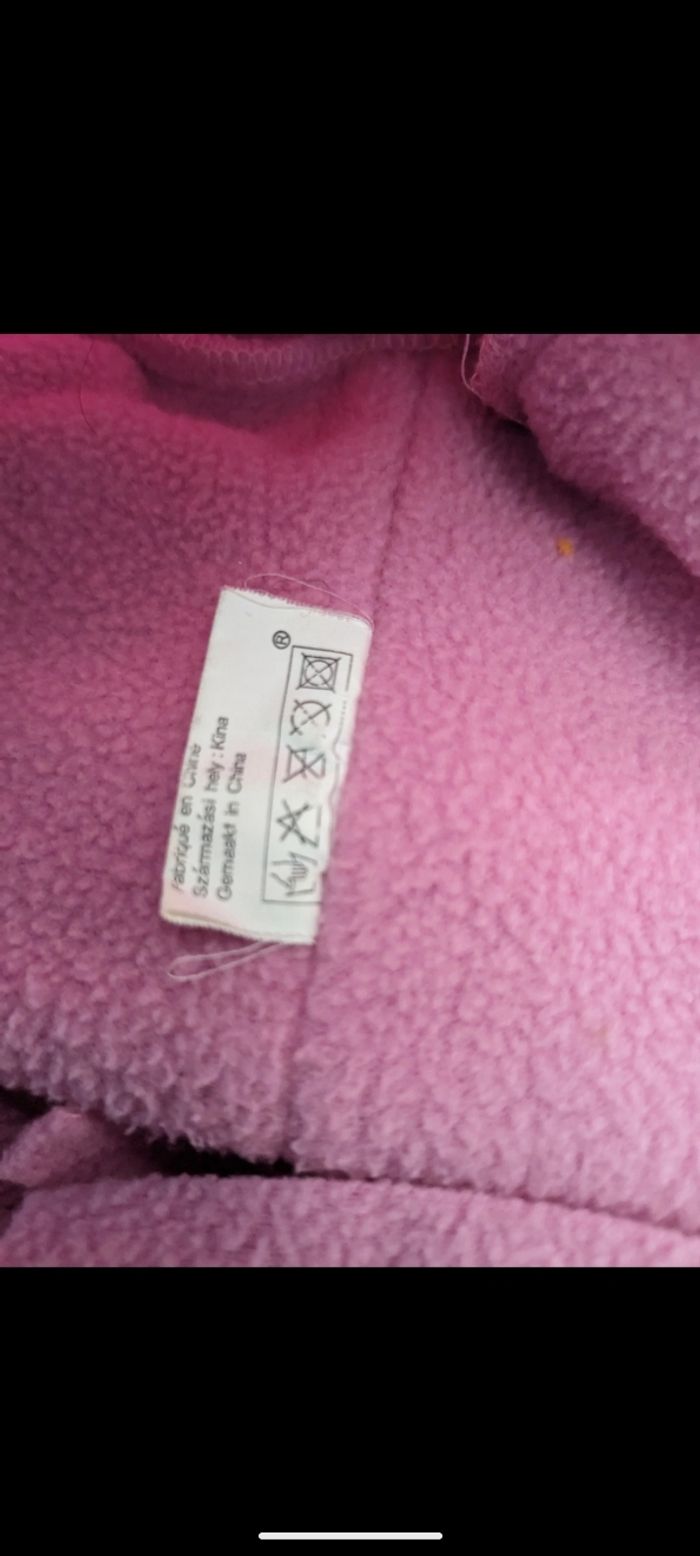 Fabriqué en Chine
Származási hely : Kína
Gemaakt in China
®